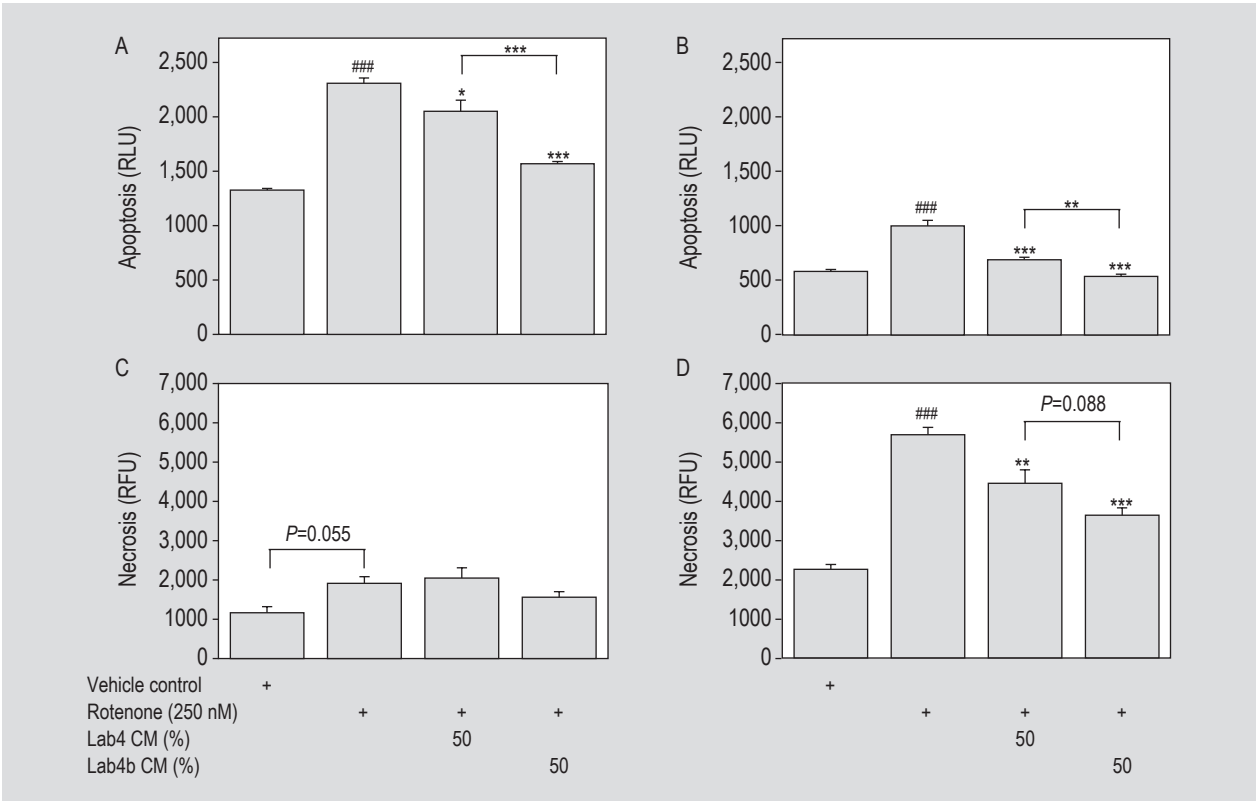 A
Apoptosis (RLU)
2,500
2,000
1,500
1000
500
0
###
*
***
***
B
Apoptosis (RLU)
2,500
2,000
1,500
1000
500
0
###
***
**
***
C
Necrosis (RFU)
7,000
6,000
5,000
4,000
3,000
2,000
1000
0
P=0.055
D
Necrosis (RFU)
7,000
6,000
5,000
4,000
3,000
2,000
1000
0
###
**
P=0.088
***
Vehicle control + +
Rotenone (250 nM) + + + + + +
Lab4 CM (%) 50 50
Lab4b CM (%) 50 50